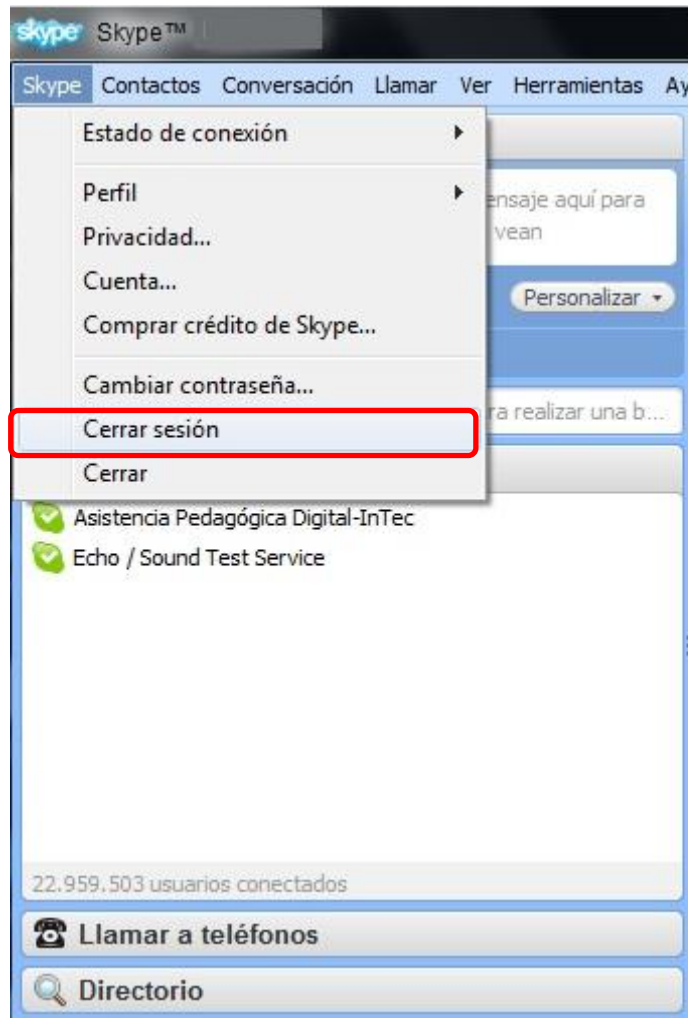 skype Skype™
Skype Contactos Conversación Llamar Ver Herramientas Ay
Estado de conexión
Perfil
ensaje aquí para
Privacidad...
vean
Cuenta...
Personalizar
Comprar crédito de Skype...
Cambiar contraseña...
ra realizar una b...
Cerrar sesión
Cerrar
Asistencia Pedagógica Digital-InTec
Echo / Sound Test Service
22.959.503 usuarios conectados
Llamar a teléfonos
Directorio